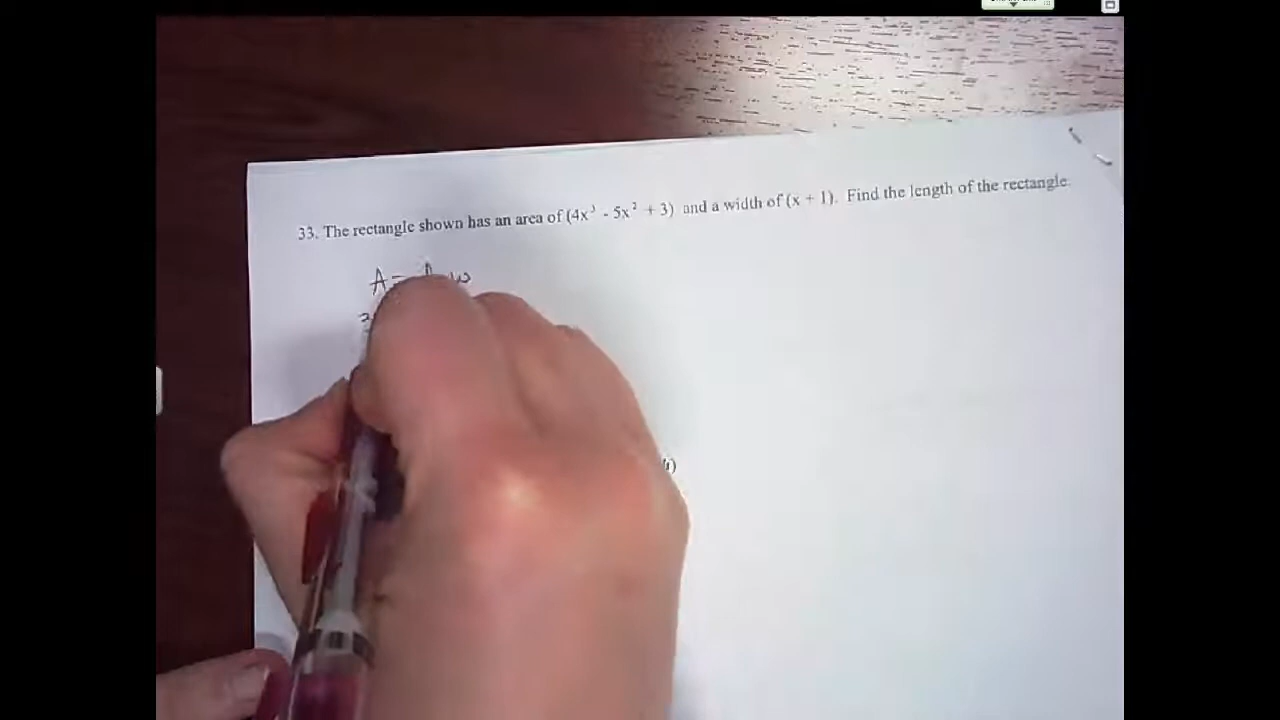 33. The rectangle shown has an area of (4x³ - 5x² + 3) and a width of (x + 1). Find the length of the rectangle.
A = l w